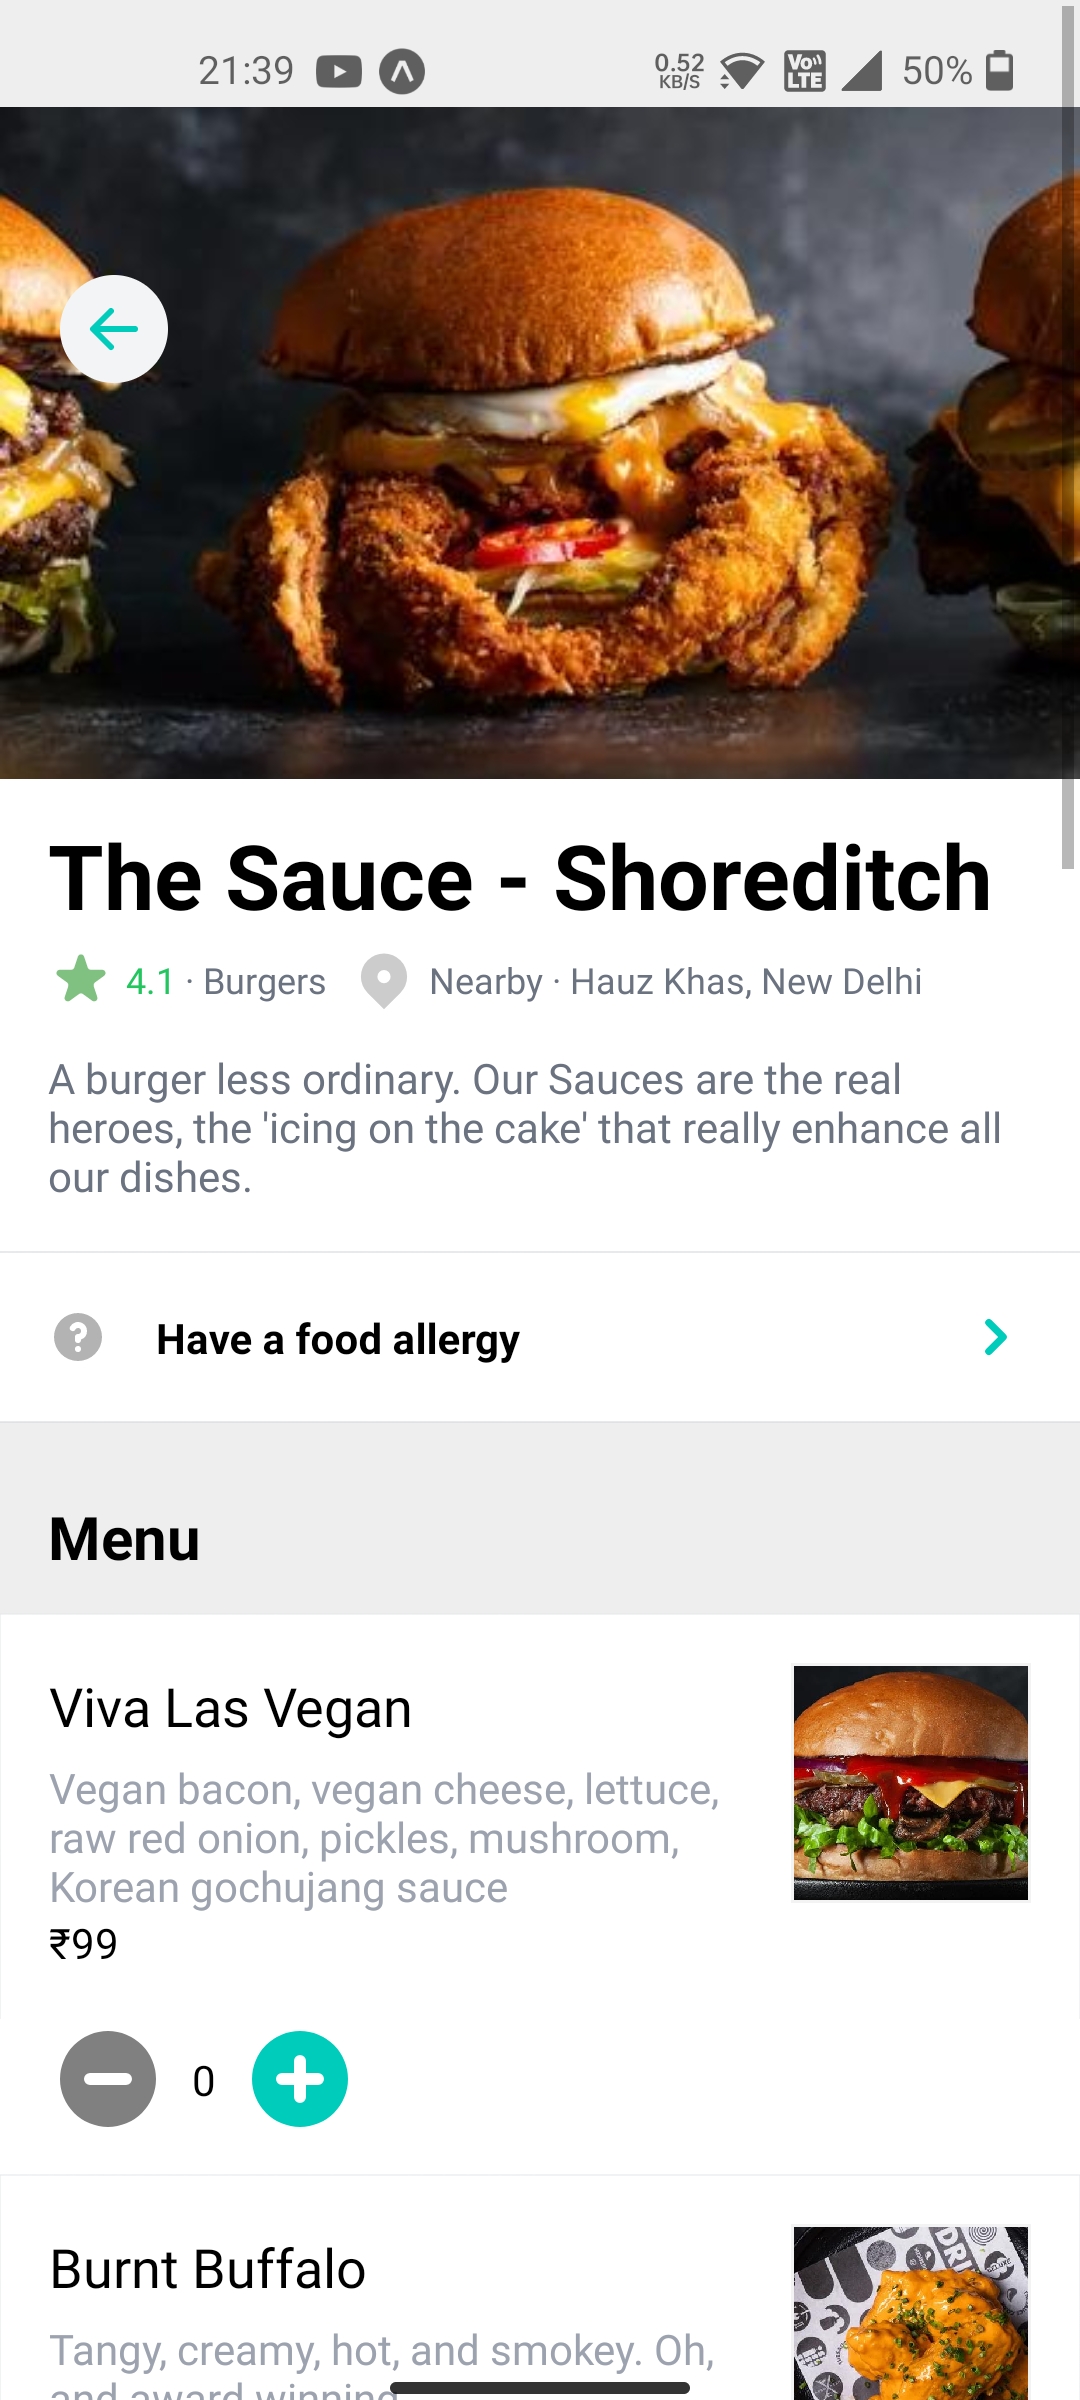 21:39
0.52
KB/S
Vo
LTE
50%
The Sauce - Shoreditch
4.1 · Burgers
Nearby · Hauz Khas, New Delhi
A burger less ordinary. Our Sauces are the real
heroes, the 'icing on the cake' that really enhance all
our dishes.
Have a food allergy
Menu
Viva Las Vegan
Vegan bacon, vegan cheese, lettuce,
raw red onion, pickles, mushroom,
Korean gochujang sauce
₹99
0
Burnt Buffalo
Tangy, creamy, hot, and smokey. Oh,
and award winning